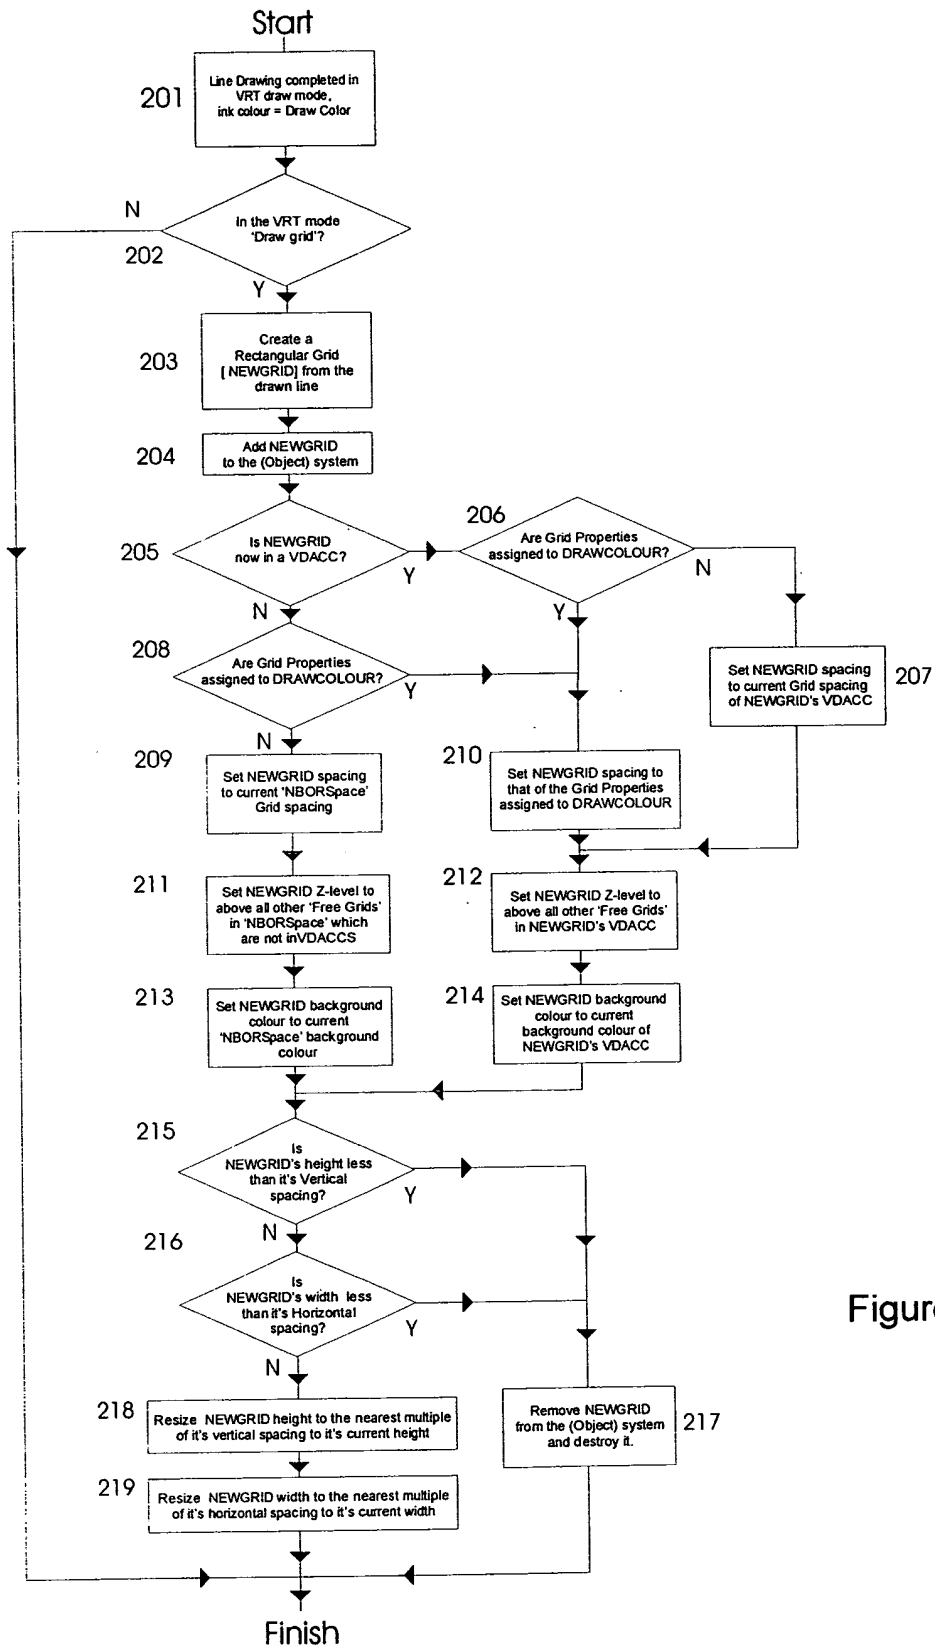 Start
201
Line Drawing completed in
VRT draw mode,
ink colour = Draw Color
N
In the VRT mode
'Draw grid'?
202
Y
203
Create a
Rectangular Grid
[ NEWGRID] from the
drawn line
204
Add NEWGRID
to the (Object) system
205
Is NEWGRID
now in a VDACC?
Y
N
206
Are Grid Properties
assigned to DRAWCOLOUR?
N
Y
208
Are Grid Properties
assigned to DRAWCOLOUR?
Y
N
Set NEWGRID spacing
to current Grid spacing
of NEWGRID's VDACC
207
209
Set NEWGRID spacing
to current 'NBORSpace'
Grid spacing
210
Set NEWGRID spacing to
that of the Grid Properties
assigned to DRAWCOLOUR
211
Set NEWGRID Z-level to
above all other 'Free Grids'
in 'NBORSpace' which
are not inVDACCS
212
Set NEWGRID Z-level to
above all other 'Free Grids'
in NEWGRID's VDACC
213
Set NEWGRID background
colour to current
'NBORSpace' background
colour
214
Set NEWGRID background
colour to current
background colour of
NEWGRID's VDACC
215
Is
NEWGRID's height less
than it's Vertical
spacing?
Y
N
216
Is
NEWGRID's width less
than it's Horizontal
spacing?
Y
N
Figure
218
Resize NEWGRID height to the nearest multiple
of it's vertical spacing to it's current height
Remove NEWGRID
from the (Object) system
and destroy it.
217
219
Resize NEWGRID width to the nearest multiple
of it's horizontal spacing to it's current width
Finish